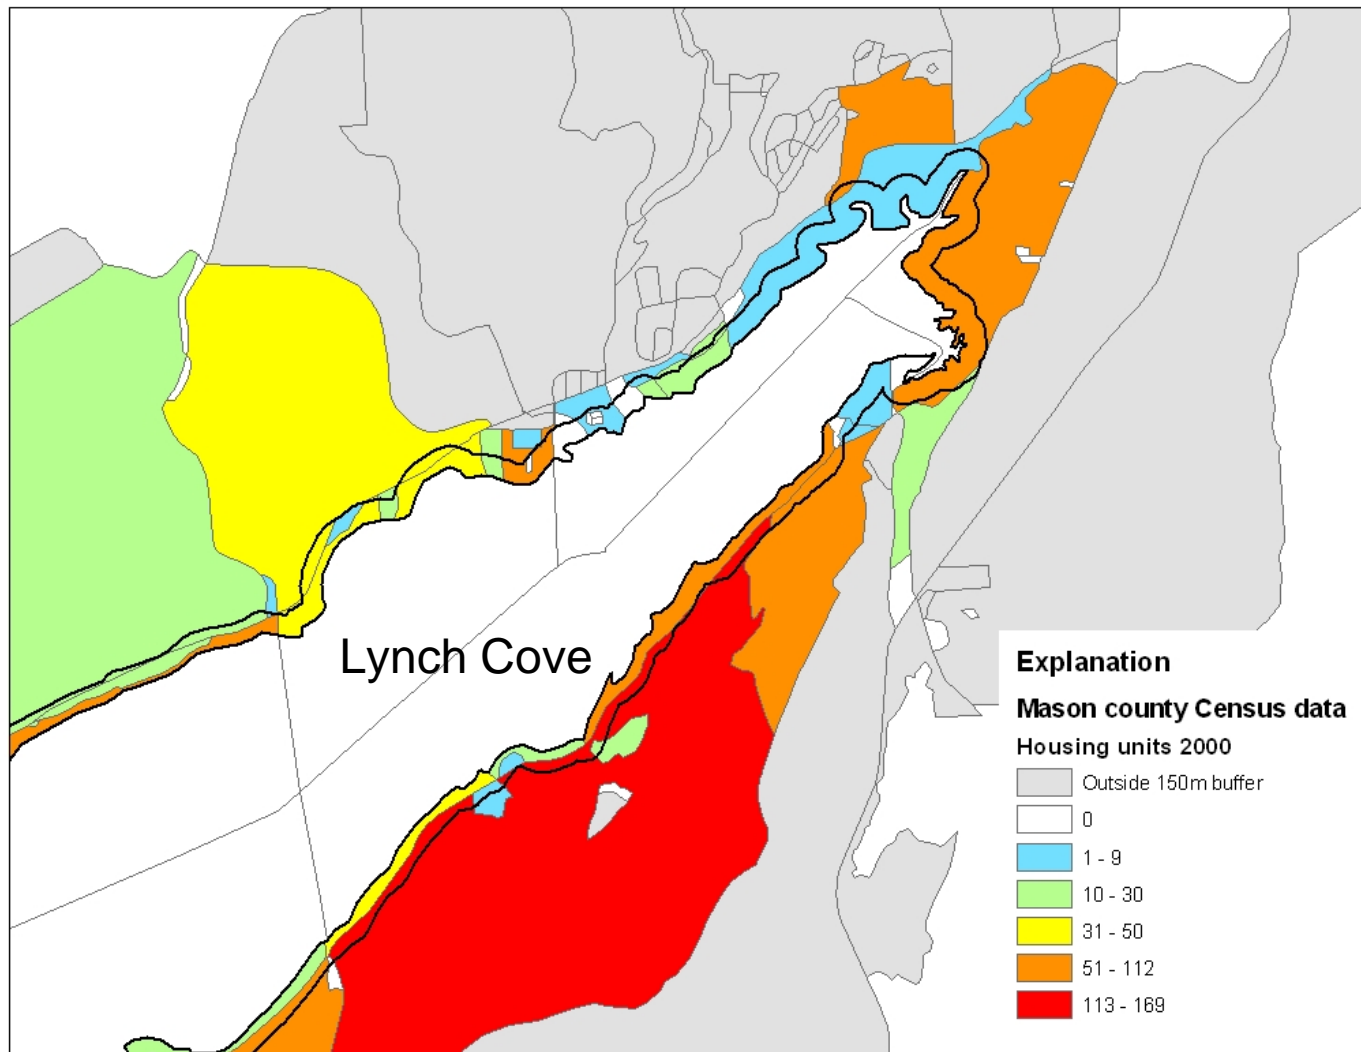 Lynch Cove
Explanation
Mason county Census data
Housing units 2000
Outside 150m buffer
0
1 - 9
10 - 30
31 - 50
51 - 112
113 - 169